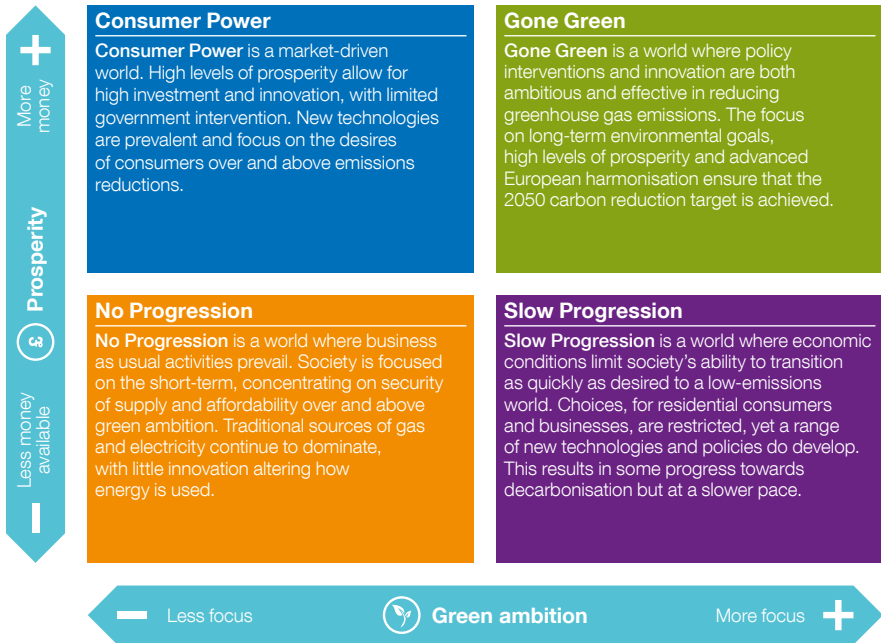 Consumer Power
Consumer Power is a market-driven
world. High levels of prosperity allow for
high investment and innovation, with limited
government intervention. New technologies
are prevalent and focus on the desires
of consumers over and above emissions
reductions.
Gone Green
Gone Green is a world where policy
interventions and innovation are both
ambitious and effective in reducing
greenhouse gas emissions. The focus
on long-term environmental goals,
high levels of prosperity and advanced
European harmonisation ensure that the
2050 carbon reduction target is achieved.
More
money
Prosperity
£
Less money
available
No Progression
No Progression is a world where business
as usual activities prevail. Society is focused
on the short-term, concentrating on security
of supply and affordability over and above
green ambition. Traditional sources of gas
and electricity continue to dominate,
with little innovation altering how
energy is used.
Slow Progression
Slow Progression is a world where economic
conditions limit society’s ability to transition
as quickly as desired to a low-emissions
world. Choices, for residential consumers
and businesses, are restricted, yet a range
of new technologies and policies do develop.
This results in some progress towards
decarbonisation but at a slower pace.
Less focus
Green ambition
More focus